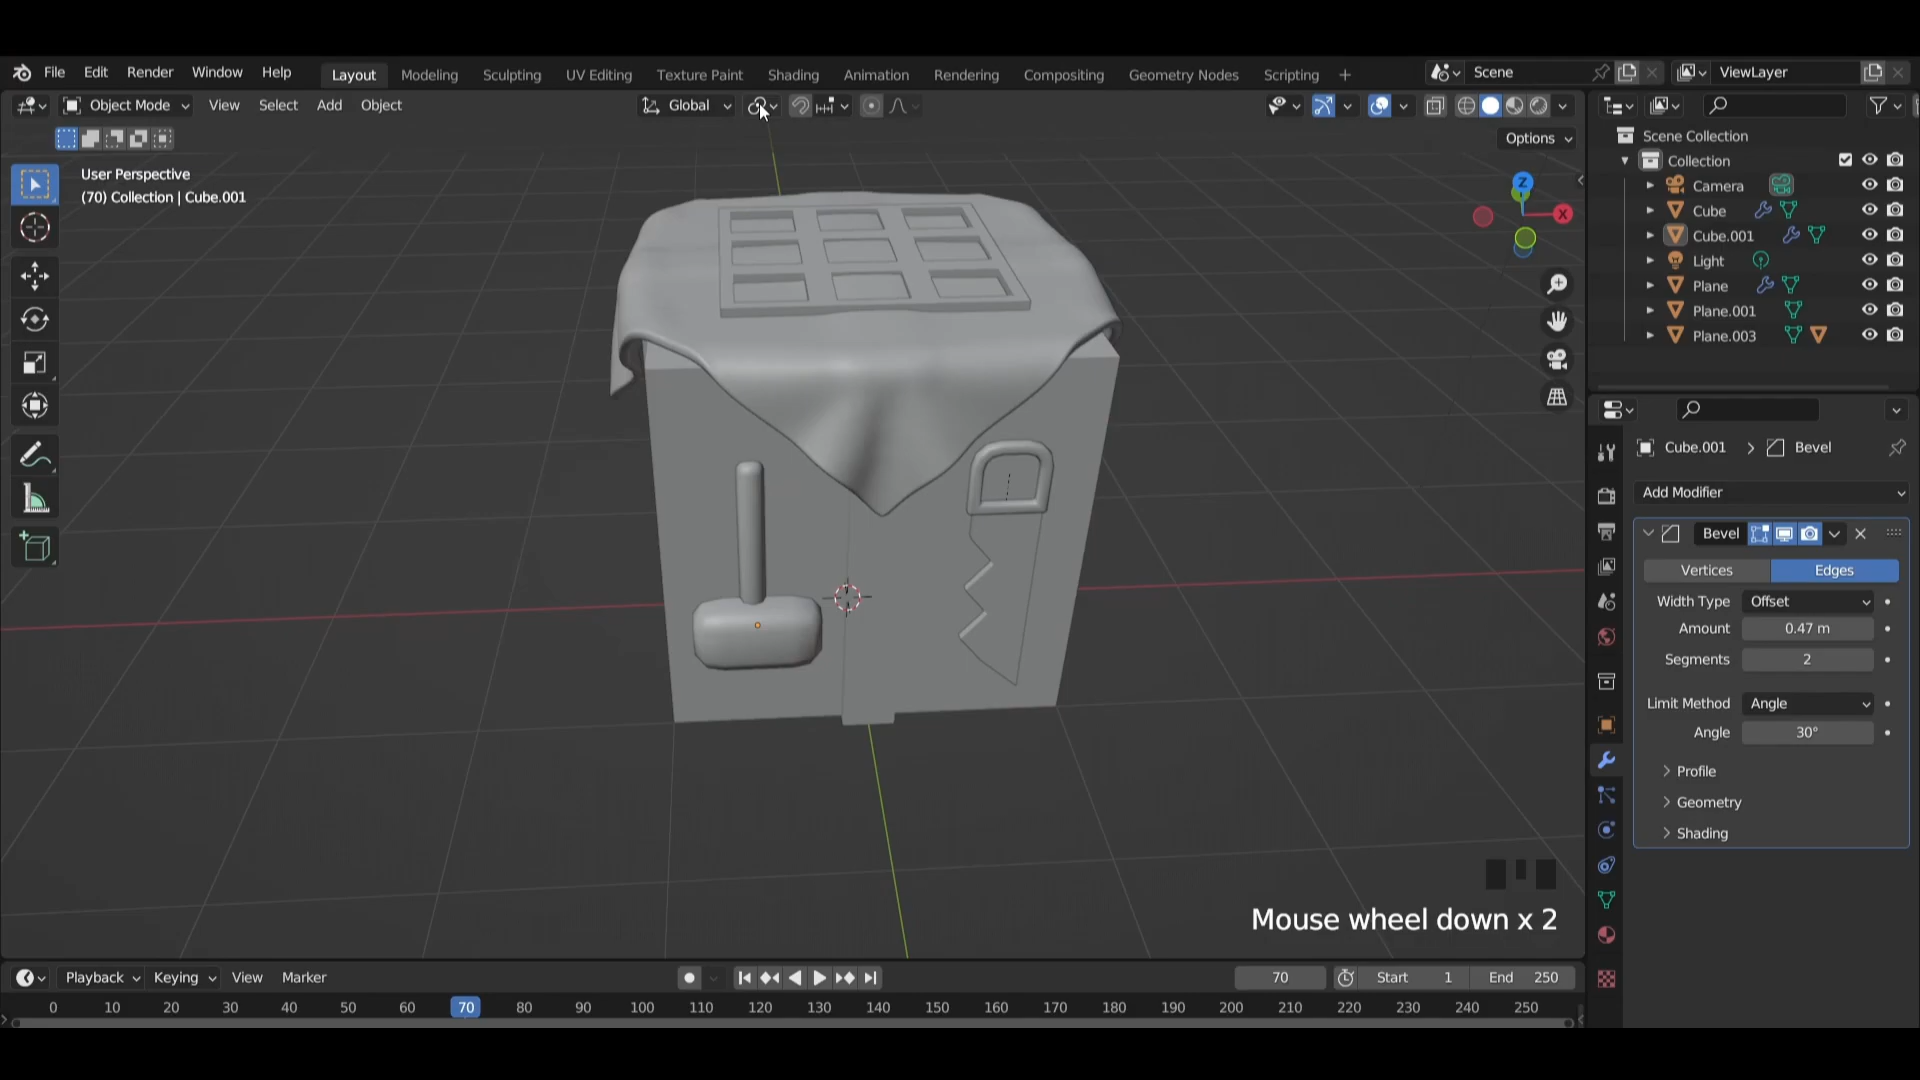 File Edit Render Window Help Layout Modeling Sculpting UV Editing Texture Paint Shading Animation Rendering Compositing Geometry Nodes Scripting + Scene ViewLayer
Object Mode View Select Add Object Global
Options
User Perspective
(70) Collection | Cube.001
Z
X
Scene Collection
Collection
Camera
Cube
Cube.001
Light
Plane
Plane.001
Plane.003
Cube.001 > Bevel
Add Modifier
Bevel
Vertices Edges
Width Type Offset
Amount 0.47 m
Segments 2
Limit Method Angle
Angle 30°
Profile
Geometry
Shading
Mouse wheel down x 2
Playback Keying View Marker 70 Start 1 End 250
0 10 20 30 40 50 60 70 80 90 100 110 120 130 140 150 160 170 180 190 200 210 220 230 240 250